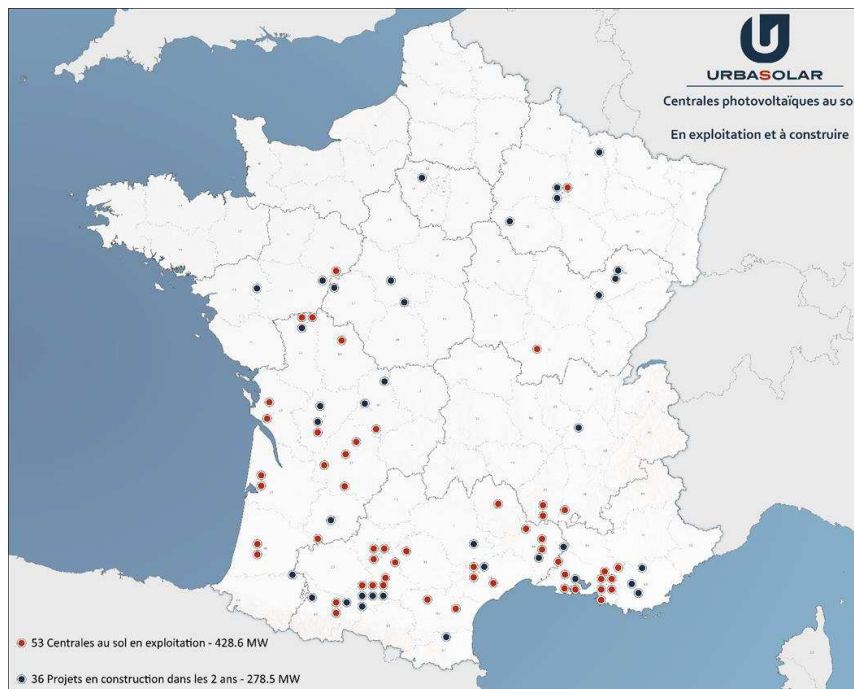 URBASOLAR
Centrales photovoltaïques au so
En exploitation et à construire
53 Centrales au sol en exploitation - 428.6 MW
36 Projets en construction dans les 2 ans - 278.5 MW